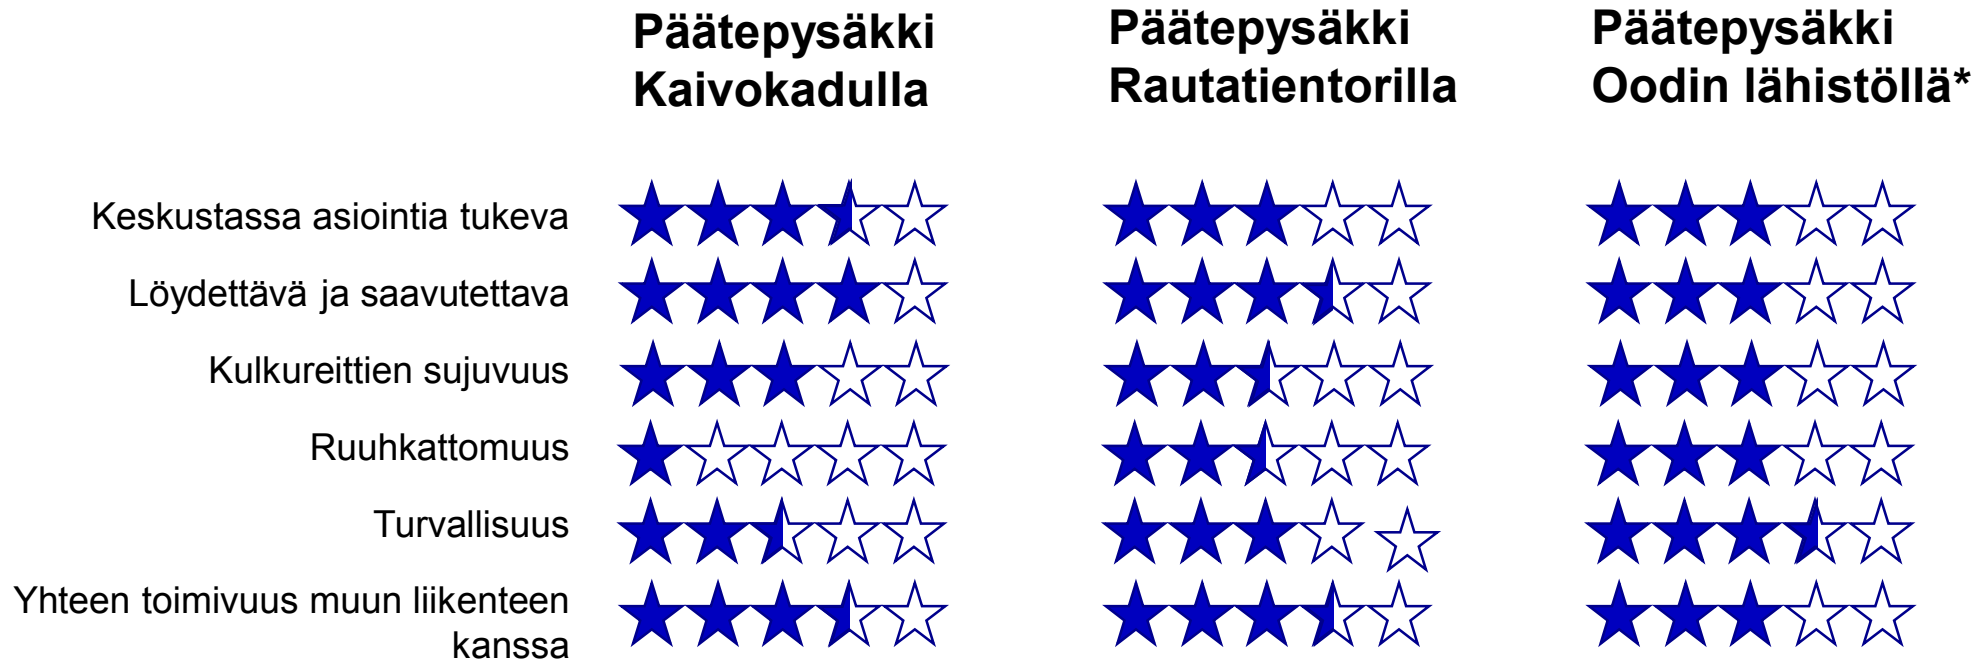 Päätepysäkki
Kaivokadulla
Päätepysäkki
Rautatientorilla
Päätepysäkki
Oodin lähistöllä*
Keskustassa asiointia tukeva
Löydettävä ja saavutettava
Kulkureittien sujuvuus
Ruuhkattomuus
Turvallisuus
Yhteen toimivuus muun liikenteen
kanssa